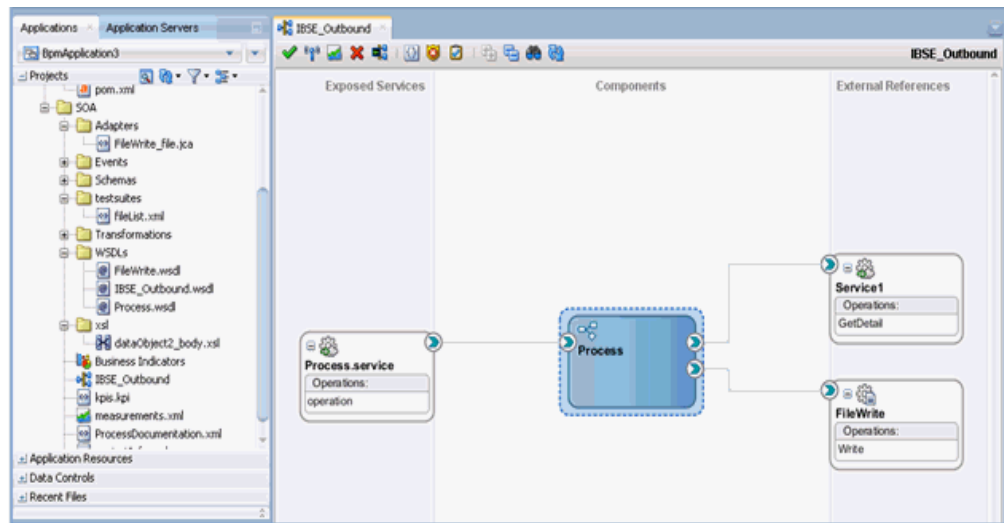 Applications
Application Servers
BpmApplication3
Projects
pom.xml
SOA
Adapters
FileWrite_file.jca
Events
Schemas
testsuites
fileList.xml
Transformations
WSDLs
FileWrite.wsdl
IBSE_Outbound.wsdl
Process.wsdl
xsl
dataObject2_body.xsl
Business Indicators
IBSE_Outbound
kpis.kpi
measurements.xml
ProcessDocumentation.xml
Application Resources
Data Controls
Recent Files
IBSE_Outbound
IBSE_Outbound
Exposed Services
Components
External References
Process.service
Operations:
operation
Process
Service1
Operations:
GetDetail
FileWrite
Operations:
Write